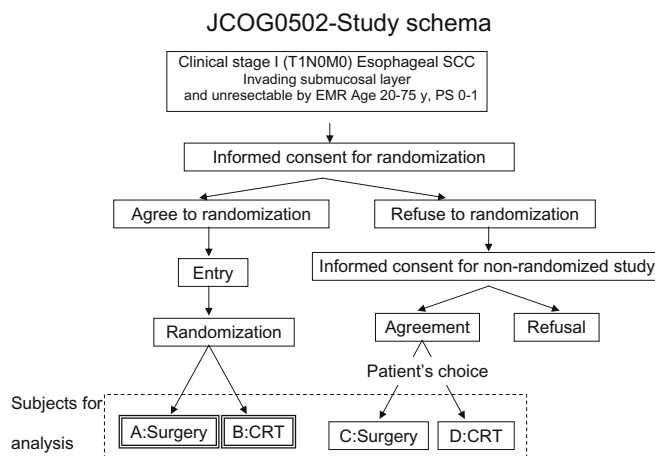 JCOG0502-Study schema
Clinical stage I (T1N0M0) Esophageal SCC
Invading submucosal layer
and unresectable by EMR Age 20-75 y, PS 0-1
Informed consent for randomization
Agree to randomization
Refuse to randomization
Entry
Informed consent for non-randomized study
Randomization
Agreement
Refusal
Patient's choice
Subjects for
analysis
A:Surgery
B:CRT
C:Surgery
D:CRT